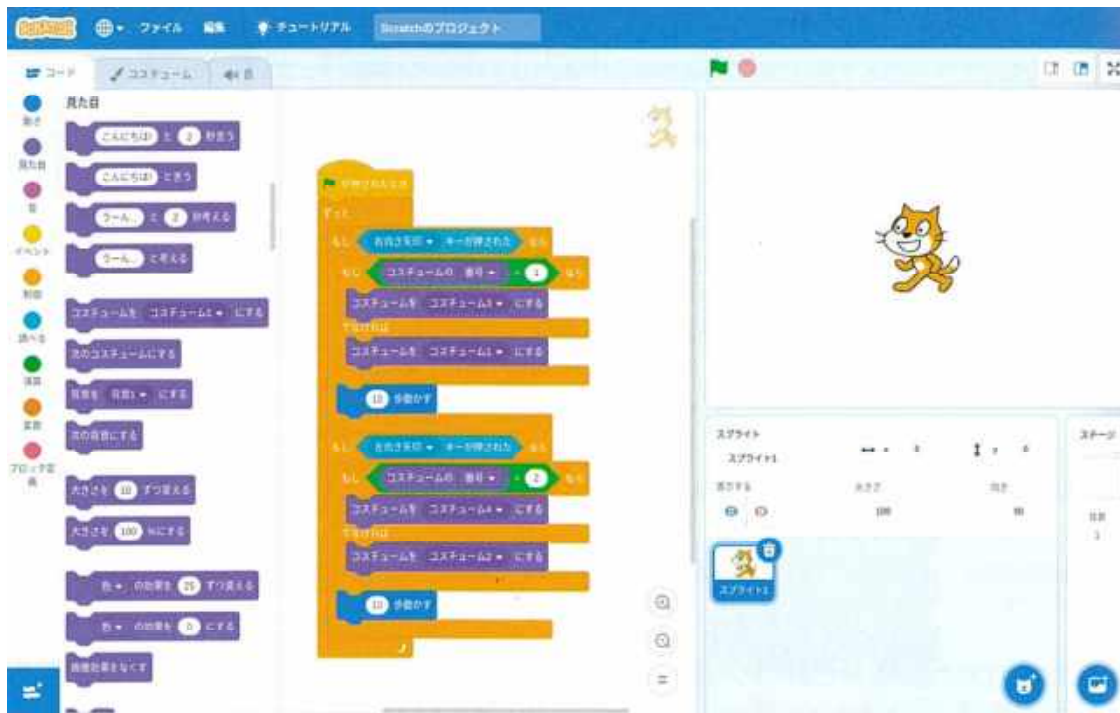 SCRATCH ファイル 編集 チュートリアル Scratchのプロジェクト
コード コスチューム 音
動き
見た目
音
イベント
制御
調べる
演算
変数
ブロック定義
見た目
こんにちは! と 2 秒言う
こんにちは! と言う
うーん... と 2 秒考える
うーん... と考える
コスチュームを コスチューム1 にする
次のコスチュームにする
背景を 背景1 にする
次の背景にする
大きさを 10 ずつ変える
大きさを 100 %にする
色 の効果を 25 ずつ変える
色 の効果を 0 にする
画像効果をなくす
が押されたとき
ずっと
もし 右向き矢印 キーが押された なら
もし コスチュームの 番号 = 1 なら
コスチュームを コスチューム3 にする
でなければ
コスチュームを コスチューム1 にする
10 歩動かす
もし 左向き矢印 キーが押された なら
もし コスチュームの 番号 = 2 なら
コスチュームを コスチューム4 にする
でなければ
コスチュームを コスチューム2 にする
10 歩動かす
スプライト
スプライト1
x 0
y 0
表示する
大きさ
100
向き
90
スプライト1
ステージ
背景
1